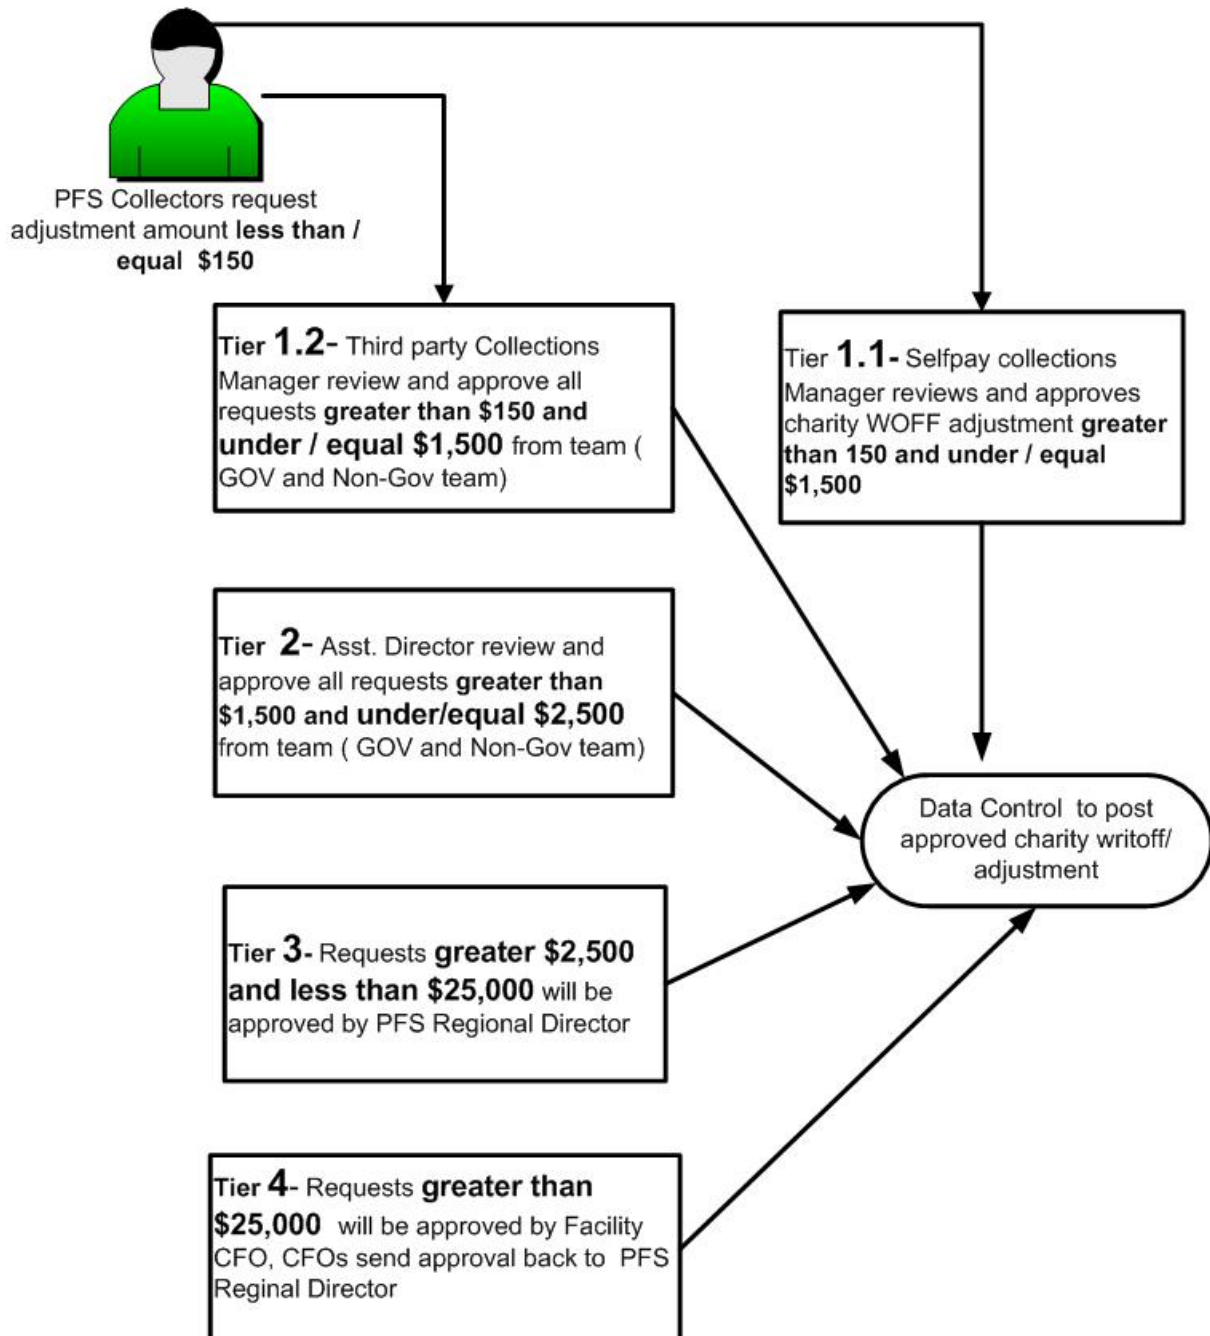 PFS Collectors request
adjustment amount less than /
equal  $150
Tier 1.2- Third party Collections
Manager review and approve all
requests greater than $150 and
under / equal $1,500 from team (
GOV and Non-Gov team)
Tier 1.1- Selfpay collections
Manager reviews and approves
charity WOFF adjustment greater
than 150 and under / equal
$1,500
Tier  2- Asst. Director review and
approve all requests greater than
$1,500 and under/equal $2,500
from team ( GOV and Non-Gov team)
Data Control  to post
approved charity writoff/
adjustment
Tier 3- Requests greater $2,500
and less than $25,000 will be
approved by PFS Regional Director
Tier 4- Requests greater than
$25,000  will be approved by Facility
CFO, CFOs send approval back to  PFS
Reginal Director